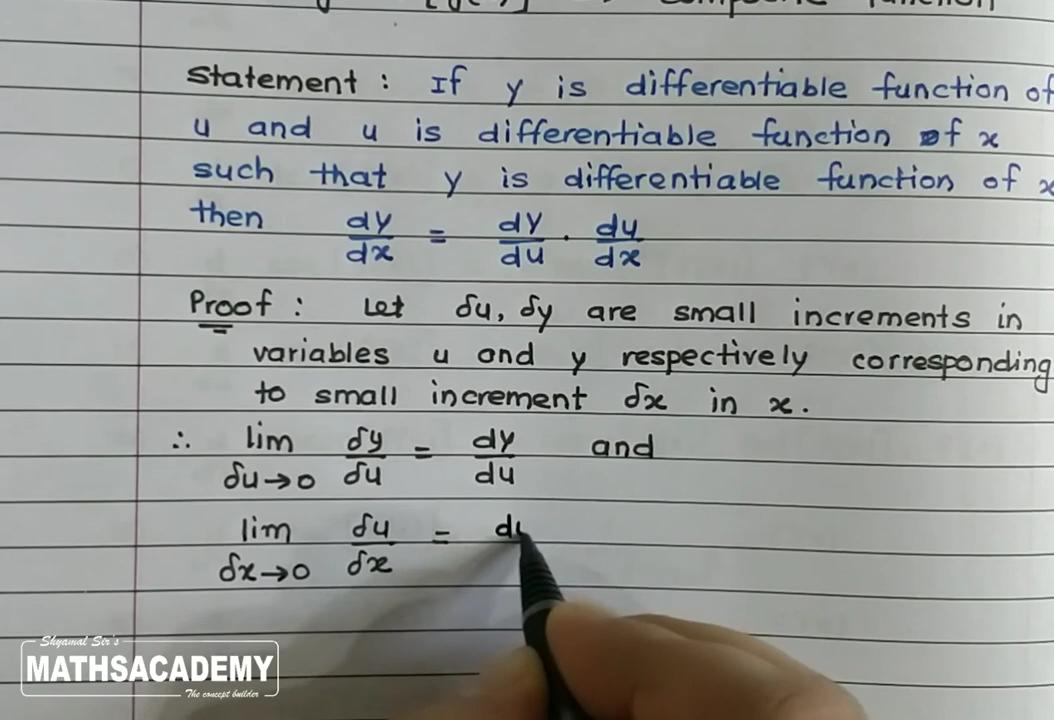 Statement : If y is differentiable function of
u and u is differentiable function of x
such that y is differentiable function of x
then dy/dx = dy/du . du/dx
Proof : Let δu, δy are small increments in
variables u and y respectively corresponding
to small increment δx in x.
∴ lim δu→0 δy/δu = dy/du and
lim δx→0 δu/δx = du
Shyamal Sir's
MATHSACADEMY
The concept builder